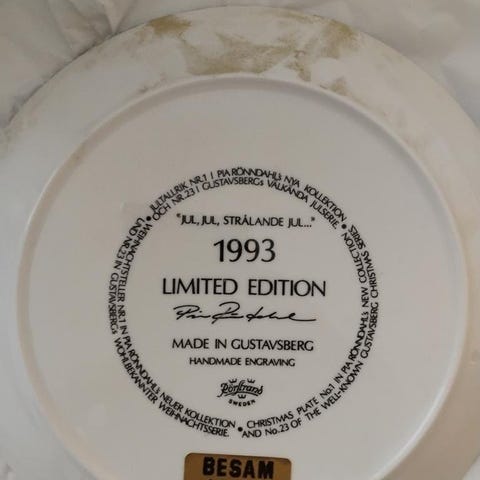 JULTALLRIK NR.1 I PIA RÖNNDAHLs NYA KOLLEKTION
OCH NR.23 I GUSTAVSBERGs VÄLKÄNDA JULSERIE.
CHRISTMAS PLATE No.1 IN PIA RÖNNDAHL's NEW COLLECTION
AND No.23 OF THE WELL-KNOWN GUSTAVSBERG CHRISTMAS SERIES.
WEIHNACHTSTELLER NR.1 IN PIA RÖNNDAHL's NEUER KOLLEKTION
UND NR.23 IN GUSTAVSBERG's WOHLBEKANNTER WEIHNACHTSSERIE.
"JUL, JUL, STRÅLANDE JUL..."
1993
LIMITED EDITION
MADE IN GUSTAVSBERG
HANDMADE ENGRAVING
Rörstrand
SWEDEN
BESAM